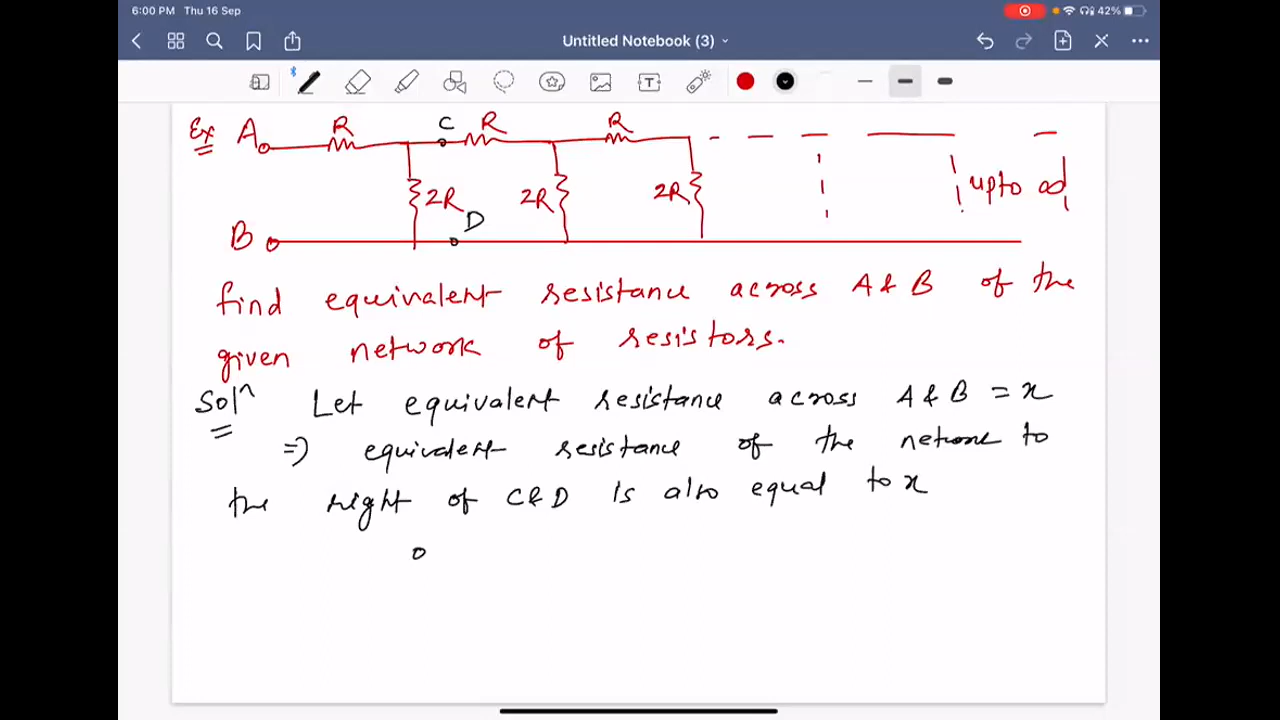 6:00 PM Thu 16 Sep
42%
Untitled Notebook (3)
Ex A R C R R
2R 2R 2R upto ∞
B D
find equivalent resistance across A & B of the
given network of resistors.
Solⁿ Let equivalent resistance across A & B = x
⇒ equivalent resistance of the network to
the right of C & D is also equal to x